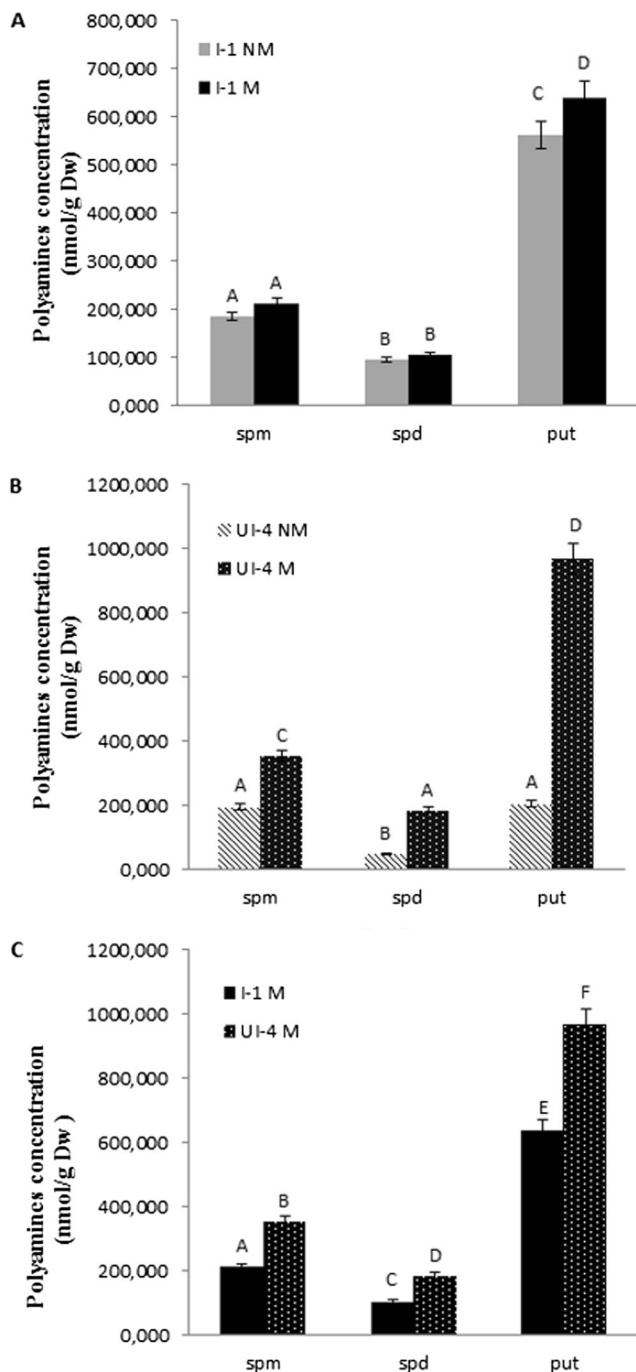 A
Polyamines concentration
(nmol/g Dw)
800,000
700,000
600,000
500,000
400,000
300,000
200,000
100,000
0,000
I-1 NM
I-1 M
A
A
B
B
C
D
spm
spd
put
B
Polyamines concentration
(nmol/g Dw)
1200,000
1000,000
800,000
600,000
400,000
200,000
0,000
UI-4 NM
UI-4 M
A
C
B
A
A
D
spm
spd
put
C
Polyamines concentration
(nmol/g Dw )
1200,000
1000,000
800,000
600,000
400,000
200,000
0,000
I-1 M
UI-4 M
A
B
C
D
E
F
spm
spd
put